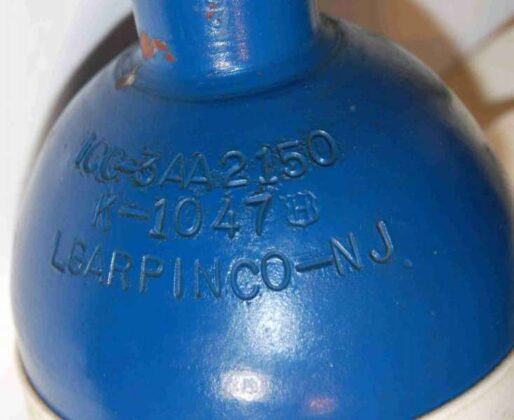 ICC-3AA2150
K-1047 H
LGARPINCO-NJ